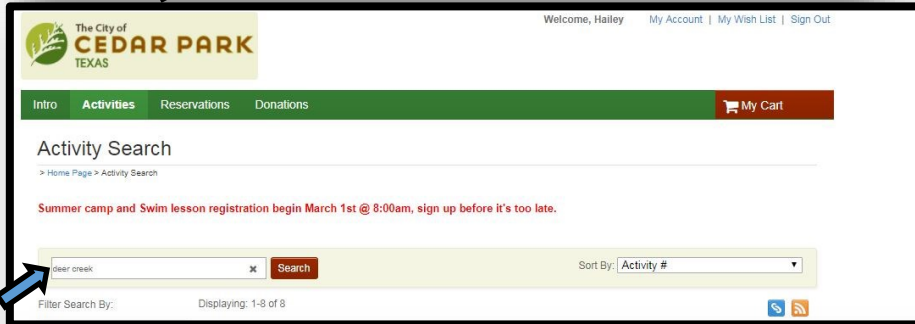 The City of
CEDAR PARK
TEXAS
Welcome, Hailey My Account | My Wish List | Sign Out
Intro Activities Reservations Donations My Cart
Activity Search
> Home Page > Activity Search
Summer camp and Swim lesson registration begin March 1st @ 8:00am, sign up before it's too late.
deer creek Search Sort By: Activity #
Filter Search By: Displaying: 1-8 of 8